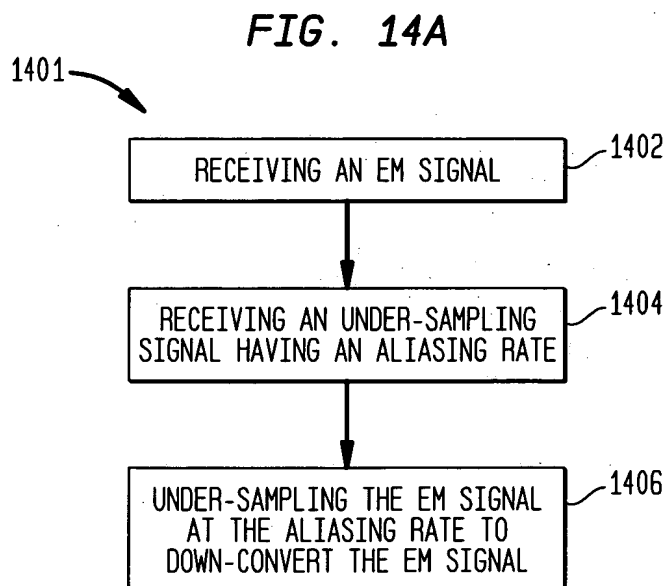 FIG. 14A
1401
RECEIVING AN EM SIGNAL
1402
RECEIVING AN UNDER-SAMPLING
SIGNAL HAVING AN ALIASING RATE
1404
UNDER-SAMPLING THE EM SIGNAL
AT THE ALIASING RATE TO
DOWN-CONVERT THE EM SIGNAL
1406